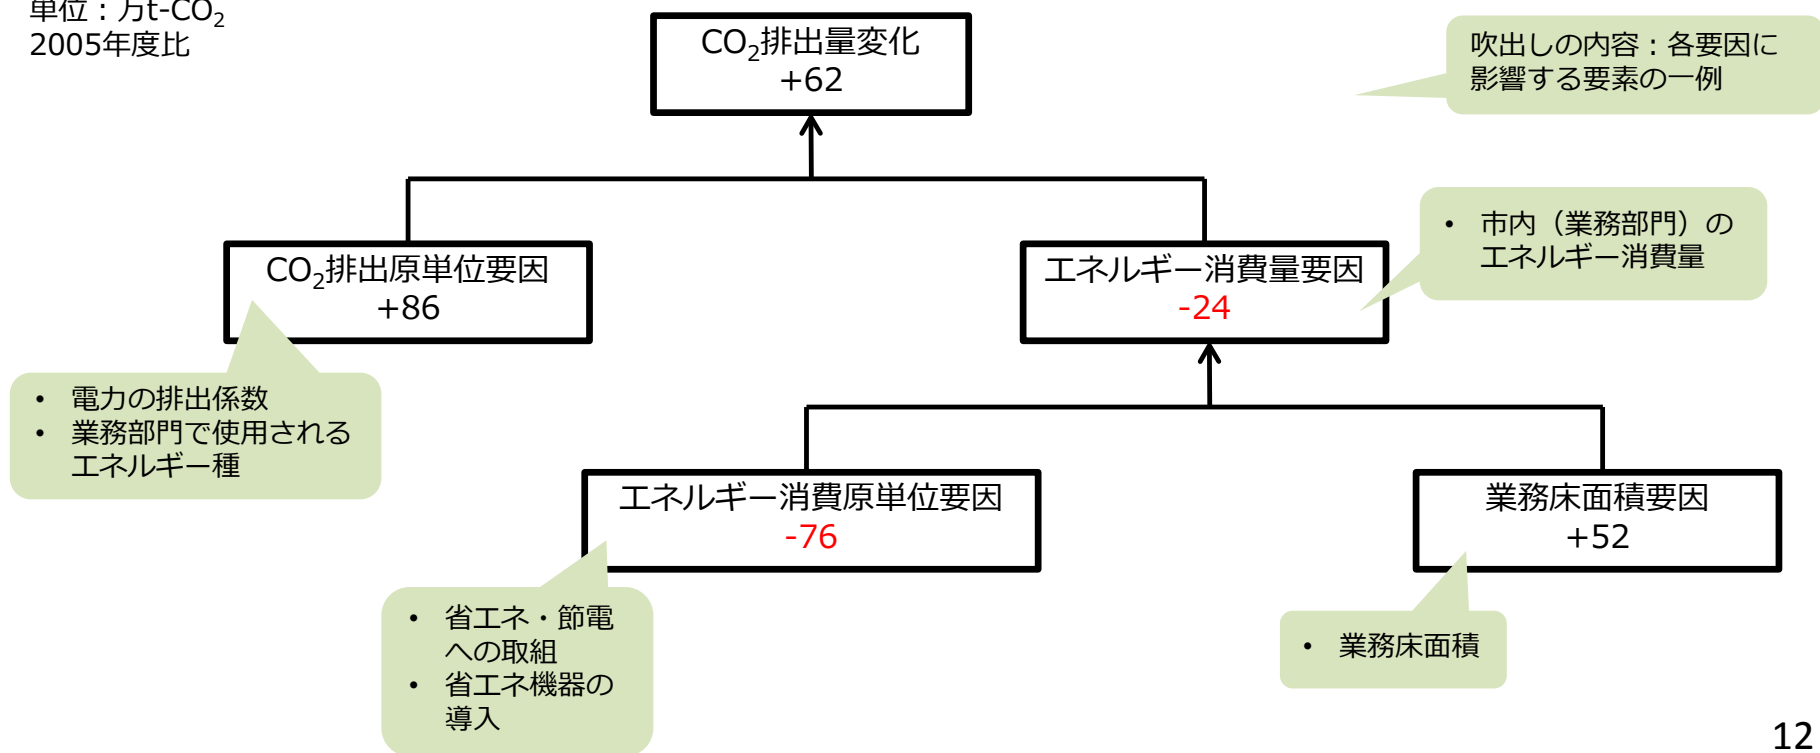 単位：万t-CO₂
2005年度比
CO₂排出量変化
+62
吹出しの内容：各要因に
影響する要素の一例
• 市内（業務部門）の
エネルギー消費量
CO₂排出原単位要因
+86
エネルギー消費量要因
-24
• 電力の排出係数
• 業務部門で使用される
エネルギー種
エネルギー消費原単位要因
-76
業務床面積要因
+52
• 省エネ・節電
への取組
• 省エネ機器の
導入
• 業務床面積
12